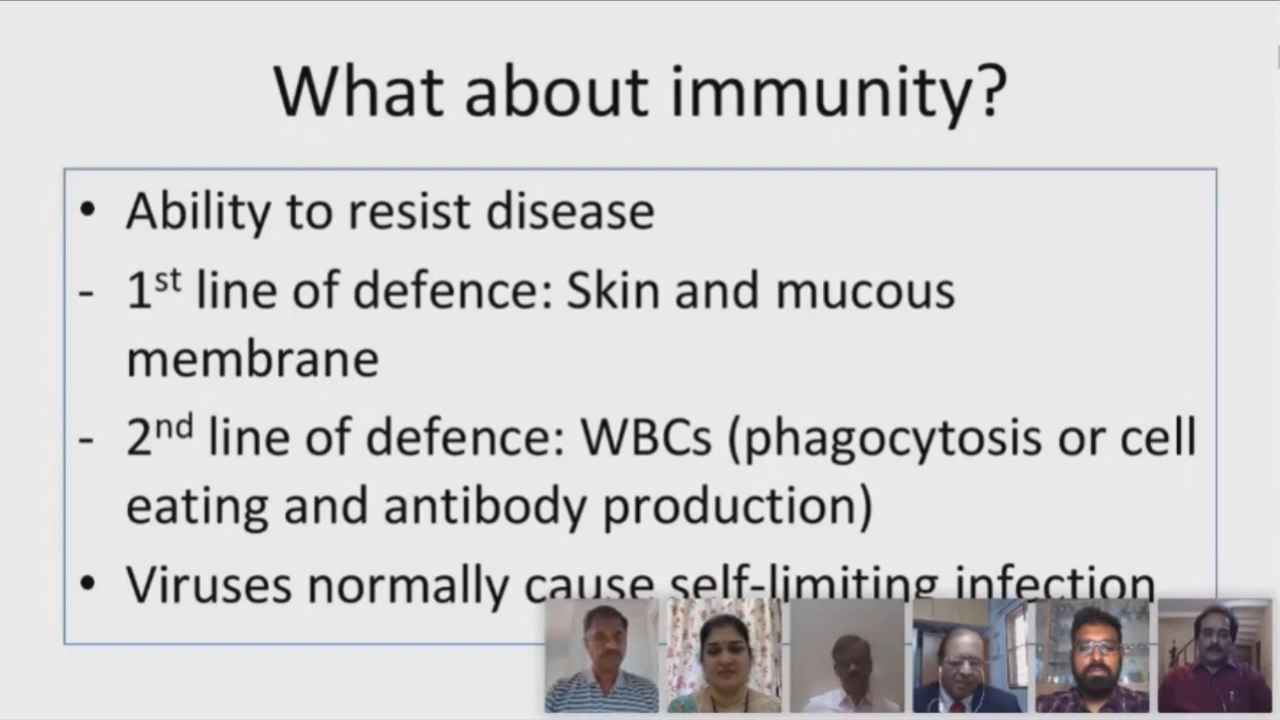 What about immunity?
• Ability to resist disease
- 1st line of defence: Skin and mucous
membrane
- 2nd line of defence: WBCs (phagocytosis or cell
eating and antibody production)
• Viruses normally cause self-limiting infection